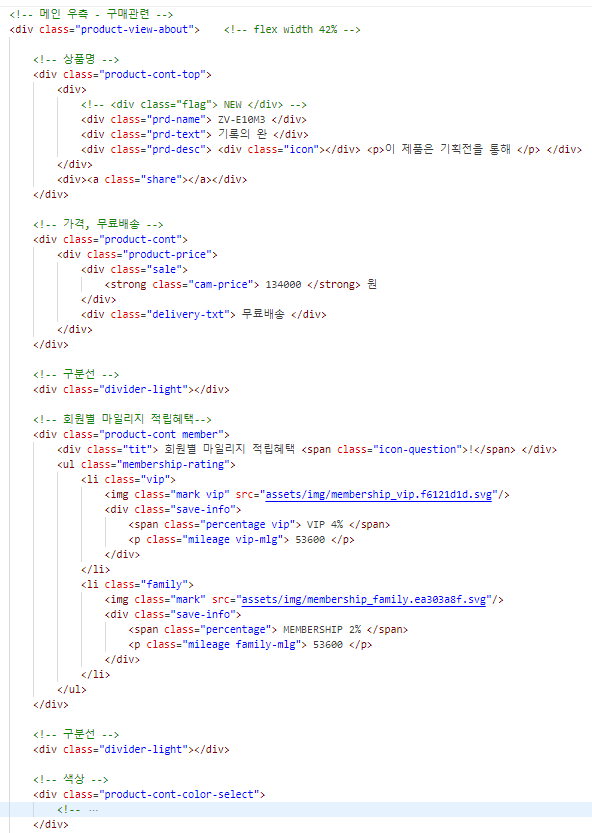 <!-- 메인 우측 - 구매관련 -->
<div class="product-view-about">    <!-- flex width 42% -->
<!-- 상품명 -->
<div class="product-cont-top">
<div>
<!-- <div class="flag"> NEW </div> -->
<div class="prd-name"> ZV-E10M3 </div>
<div class="prd-text"> 기록의 완 </div>
<div class="prd-desc"> <div class="icon"></div> <p>이 제품은 기획전을 통해 </p> </div>
</div>
<div><a class="share"></a></div>
</div>
<!-- 가격, 무료배송 -->
<div class="product-cont">
<div class="product-price">
<div class="sale">
<strong class="cam-price"> 134000 </strong> 원
</div>
<div class="delivery-txt"> 무료배송 </div>
</div>
</div>
<!-- 구분선 -->
<div class="divider-light"></div>
<!-- 회원별 마일리지 적립혜택-->
<div class="product-cont member">
<div class="tit"> 회원별 마일리지 적립혜택 <span class="icon-question">!</span> </div>
<ul class="membership-rating">
<li class="vip">
<img class="mark vip" src="assets/img/membership_vip.f6121d1d.svg"/>
<div class="save-info">
<span class="percentage vip"> VIP 4% </span>
<p class="mileage vip-mlg"> 53600 </p>
</div>
</li>
<li class="family">
<img class="mark" src="assets/img/membership_family.ea303a8f.svg"/>
<div class="save-info">
<span class="percentage"> MEMBERSHIP 2% </span>
<p class="mileage family-mlg"> 53600 </p>
</div>
</li>
</ul>
</div>
<!-- 구분선 -->
<div class="divider-light"></div>
<!-- 색상 -->
<div class="product-cont-color-select">
<!-- ⋯
</div>